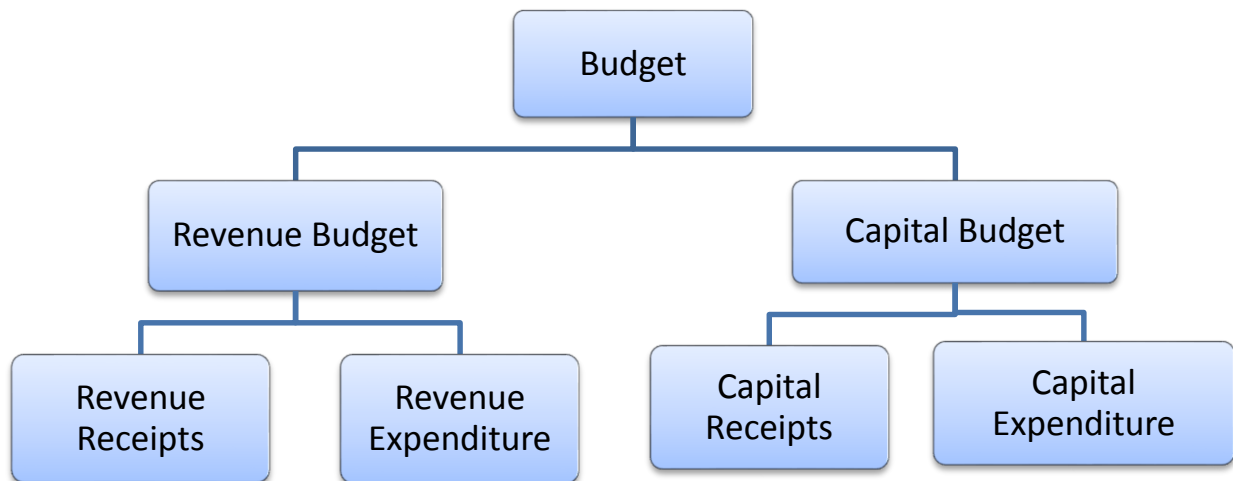 Budget
Revenue Budget
Capital Budget
Revenue
Receipts
Revenue
Expenditure
Capital
Receipts
Capital
Expenditure